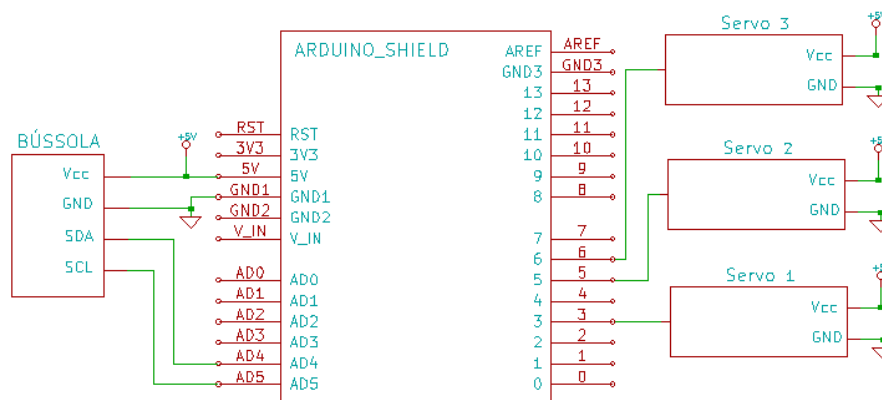 BÚSSOLA
Vcc
GND
SDA
SCL
+5V
ARDUINO_SHIELD
RST RST
3V3 3V3
5V 5V
GND1 GND1
GND2 GND2
V_IN V_IN
AD0 AD0
AD1 AD1
AD2 AD2
AD3 AD3
AD4 AD4
AD5 AD5
AREF AREF
GND3 GND3
13 13
12 12
11 11
10 10
9 9
8 8
7 7
6 6
5 5
4 4
3 3
2 2
1 1
0 0
Servo 3
+5V
Vcc
GND
Servo 2
+5V
Vcc
GND
Servo 1
+5V
Vcc
GND